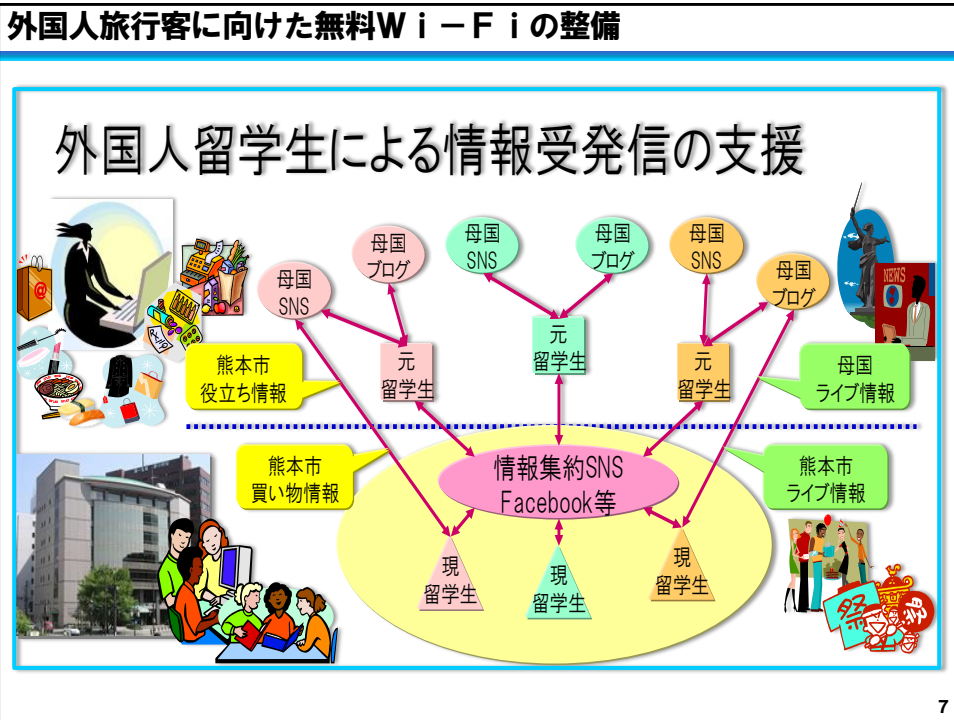 外国人旅行客に向けた無料Ｗｉ－Ｆｉの整備
外国人留学生による情報受発信の支援
母国
SNS
母国
ブログ
母国
SNS
母国
ブログ
母国
SNS
母国
ブログ
NEWS
@
元
留学生
元
留学生
元
留学生
熊本市
役立ち情報
母国
ライブ情報
熊本市
買い物情報
情報集約SNS
Facebook等
熊本市
ライブ情報
現
留学生
現
留学生
現
留学生
祭
祭
7